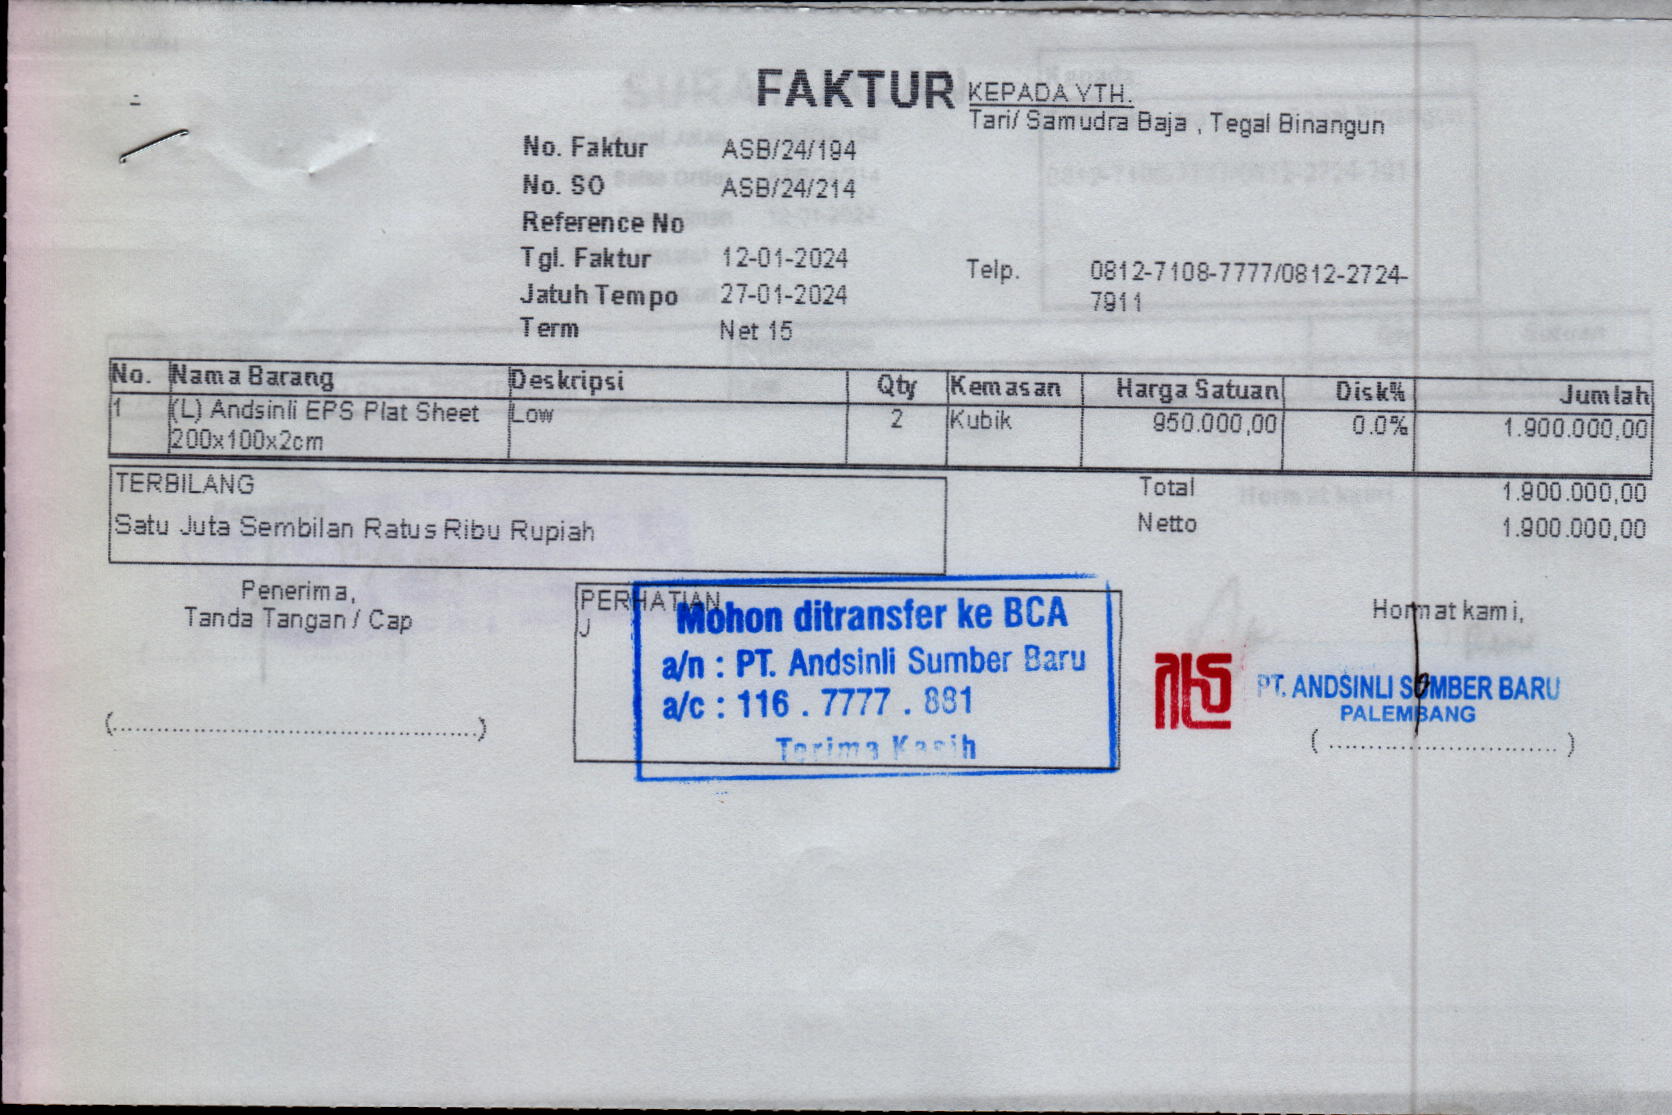 FAKTUR
KEPADA YTH.
Tari/ Samudra Baja , Tegal Binangun
No. Faktur ASB/24/194
No. SO ASB/24/214
Reference No
Tgl. Faktur 12-01-2024
Jatuh Tempo 27-01-2024
Term Net 15
Telp. 0812-7108-7777/0812-2724-
7911
No. Nama Barang Deskripsi Qty Kemasan Harga Satuan Disk% Jumlah
1 (L) Andsinli EPS Plat Sheet Low 2 Kubik 950.000,00 0.0% 1.900.000,00
200x100x2cm
TERBILANG
Satu Juta Sembilan Ratus Ribu Rupiah
Total 1.900.000,00
Netto 1.900.000,00
Penerima,
Tanda Tangan / Cap
(..............................................)
PERHATIAN
J
Mohon ditransfer ke BCA
a/n : PT. Andsinli Sumber Baru
a/c : 116 . 7777 . 881
Terima Kasih
Hormat kami,
PT. ANDSINLI SUMBER BARU
PALEMBANG
( ............................ )